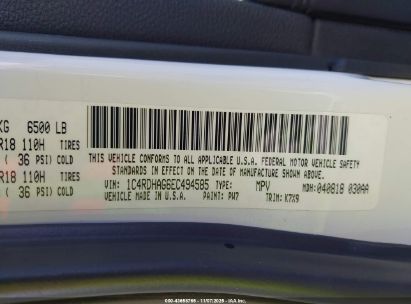 KG 6500 LB
R18 110H TIRES
( 36 PSI) COLD
R18 110H TIRES
( 36 PSI) COLD
THIS VEHICLE CONFORMS TO ALL APPLICABLE U.S.A. FEDERAL MOTOR VEHICLE SAFETY
STANDARDS IN EFFECT ON THE DATE OF MANUFACTURE SHOWN ABOVE.
VIN: 1C4RDHAG6EC494585 TYPE: MPV MDH: 040818 030AA
VEHICLE MADE IN U.S.A. PAINT: PW7 TRIM: K7X9